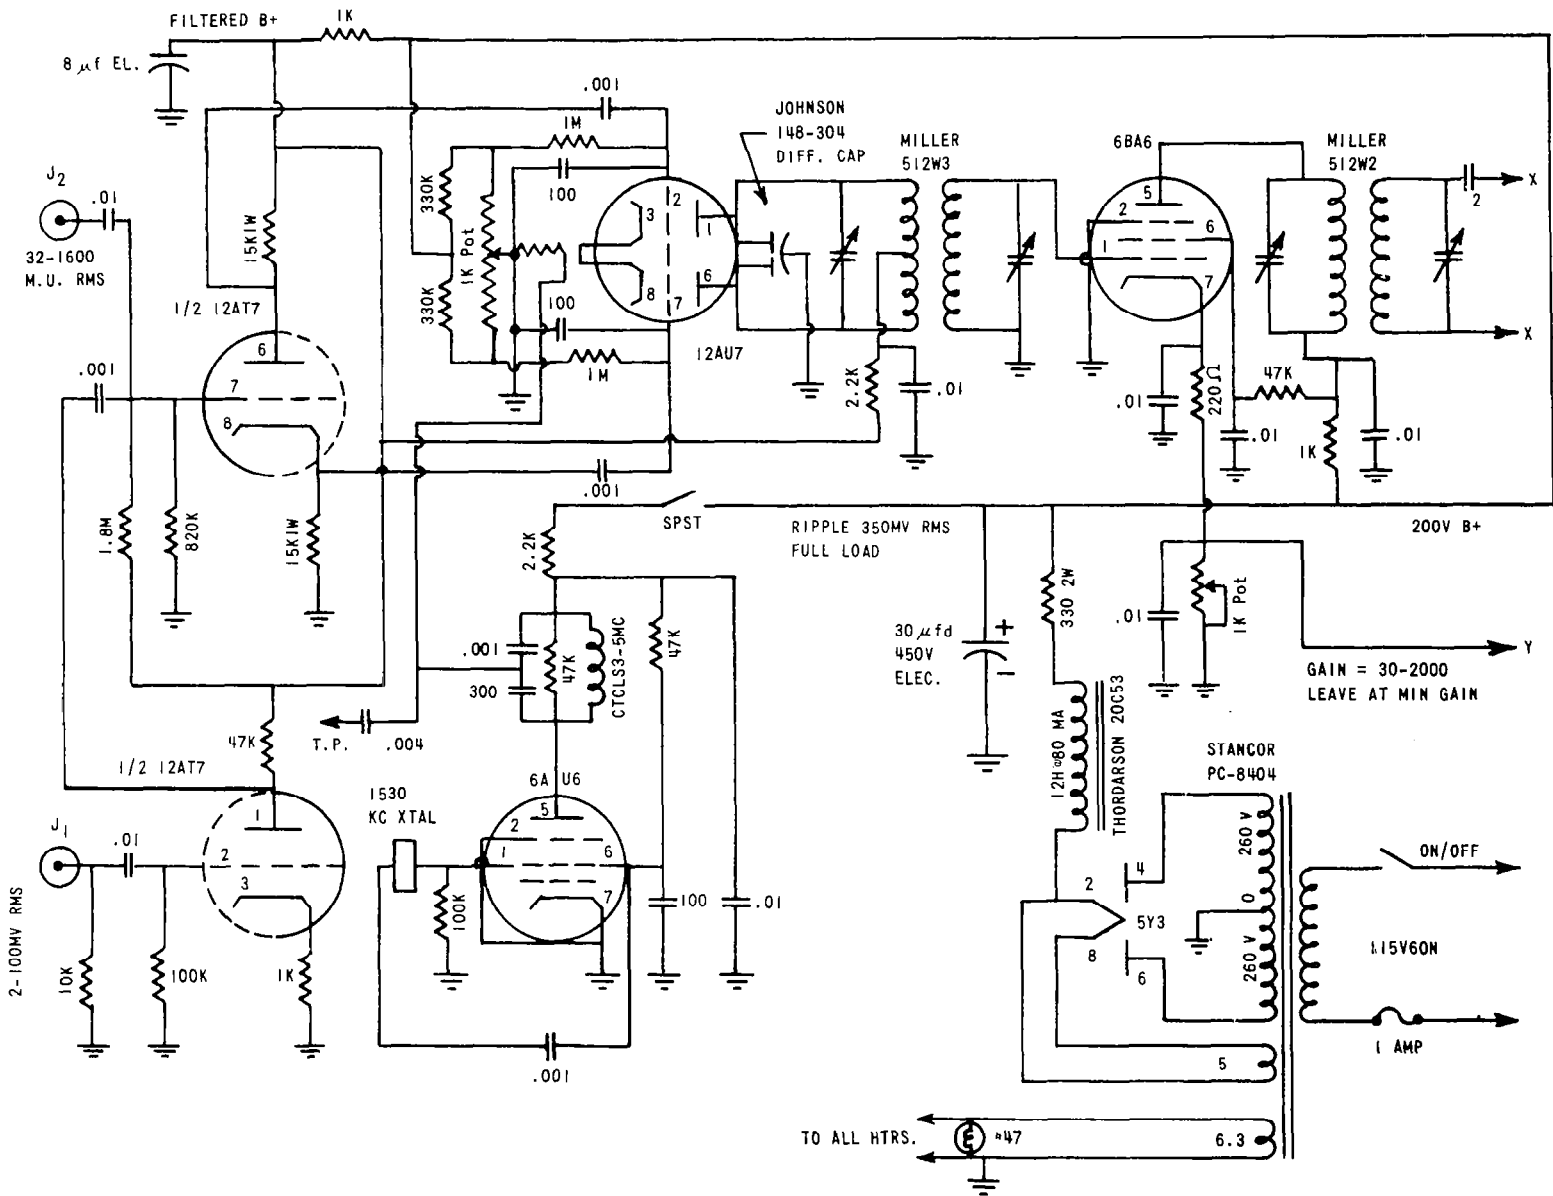 FILTERED B+
1K
8 µf EL.
.001
JOHNSON
148-304
DIFF. CAP
1M
MILLER
512W3
6BA6
MILLER
512W2
J2
.01
32-1600
M.U. RMS
15K1W
1/2 12AT7
330K
330K
1K Pot
100
100
1M
3
2
1
8
7
6
12AU7
2.2K
.01
5
2
1
6
7
2
X
X
.01
220Ω
47K
.01
1K
.01
6
7
8
.001
1.8M
820K
15K1W
.001
SPST
RIPPLE 350MV RMS
FULL LOAD
200V B+
2.2K
.001
300
47K
CTCLS3-5MC
47K
30 µfd
450V
ELEC.
+
−
330 2W
.01
1K Pot
Y
GAIN = 30-2000
LEAVE AT MIN GAIN
T.P.
.004
47K
1/2 12AT7
12H @80 MA
THORDARSON 20C53
STANCOR
PC-8404
J1
.01
2-100MV RMS
10K
100K
1
2
3
1K
1530
KC XTAL
6AU6
5
2
1
6
7
100K
100
.01
.001
2
4
5Y3
8
6
260 V
0
260 V
ON/OFF
115V60N
1 AMP
5
TO ALL HTRS.
#47
6.3